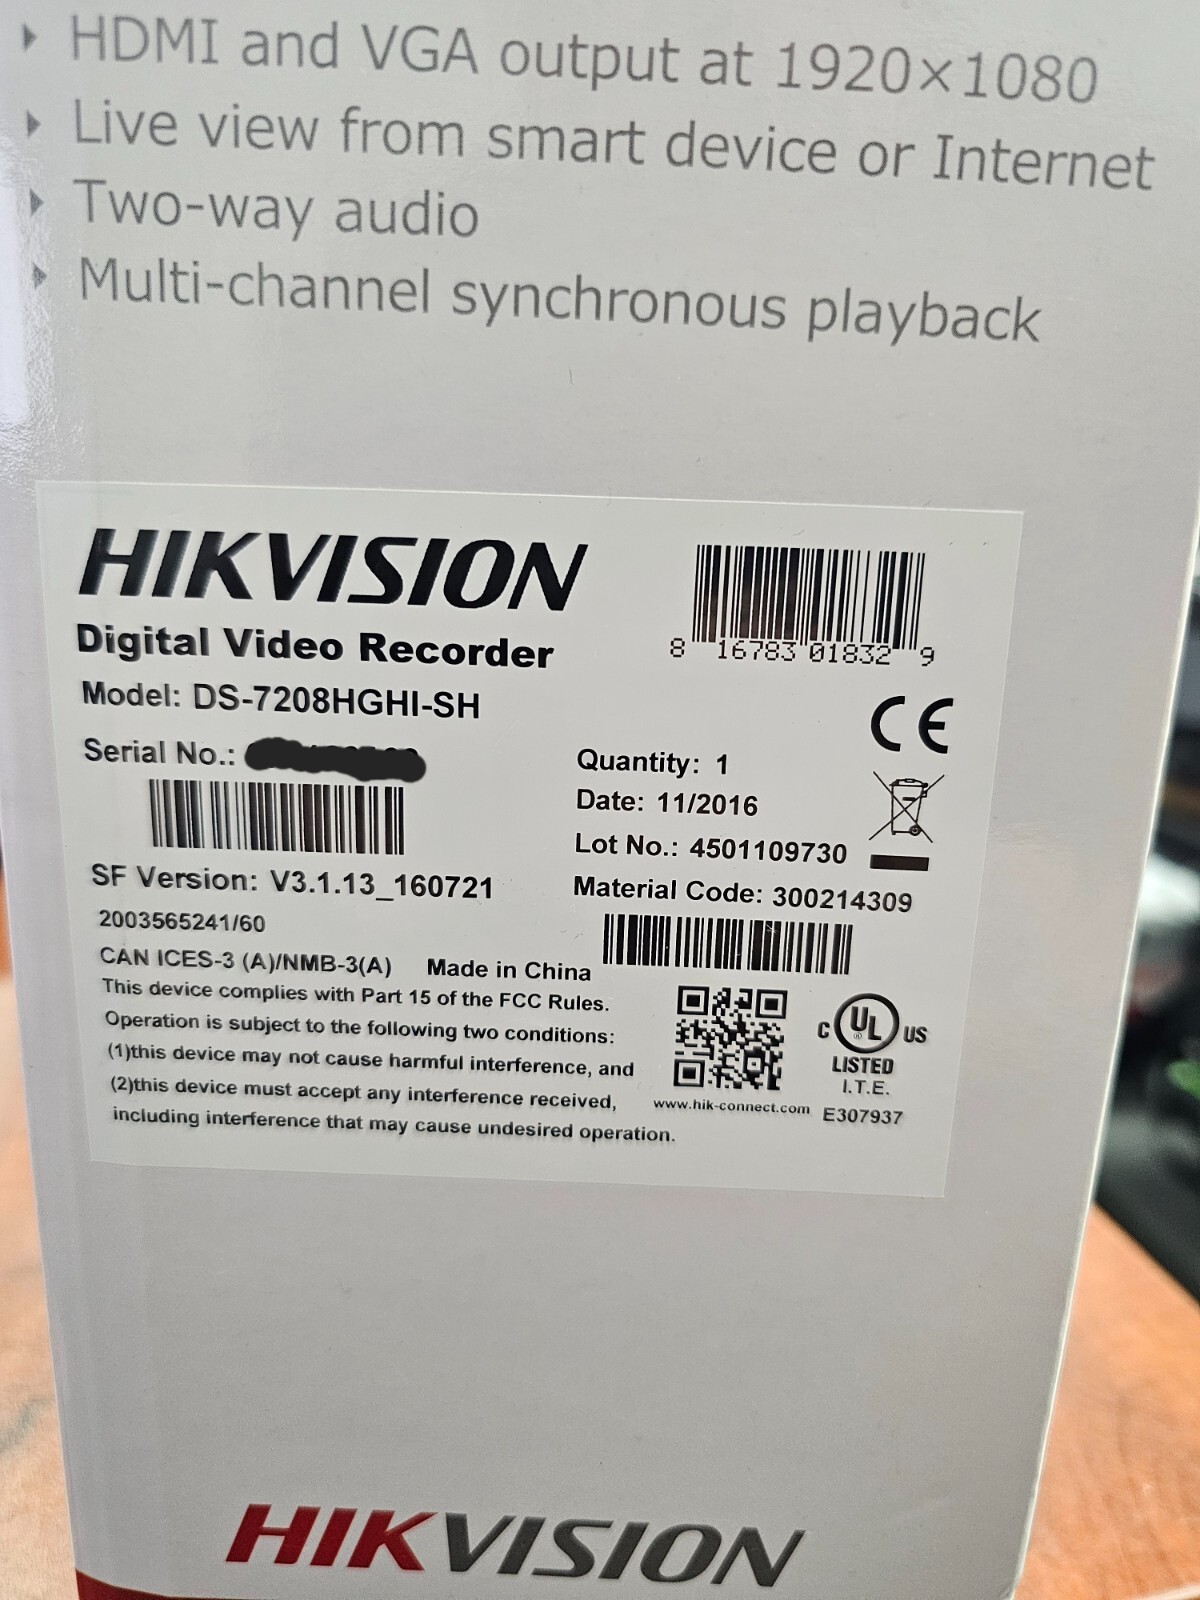 HDMI and VGA output at 1920×1080
Live view from smart device or Internet
Two-way audio
Multi-channel synchronous playback
HIKVISION
Digital Video Recorder
Model: DS-7208HGHI-SH
Serial No.:
8 16783 01832 9
CE
Quantity: 1
Date: 11/2016
Lot No.: 4501109730
Material Code: 300214309
SF Version: V3.1.13_160721
2003565241/60
CAN ICES-3 (A)/NMB-3(A) Made in China
This device complies with Part 15 of the FCC Rules.
Operation is subject to the following two conditions:
(1)this device may not cause harmful interference, and
(2)this device must accept any interference received,
including interference that may cause undesired operation.
www.hik-connect.com
C UL ® US
LISTED
I.T.E.
E307937
HIKVISION